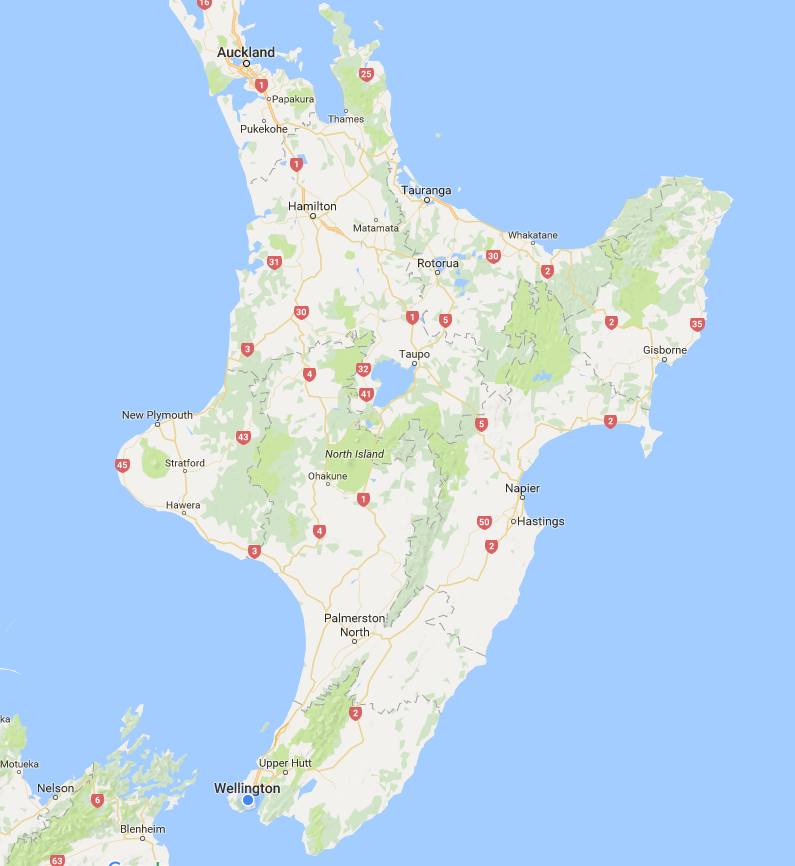 16
Auckland
25
1
Papakura
Thames
Pukekohe
1
Tauranga
Hamilton
Matamata
Whakatane
31
Rotorua
30
2
30
1
5
2
35
3
Taupo
Gisborne
4
32
41
New Plymouth
2
5
43
North Island
45
Stratford
Ohakune
Napier
1
Hawera
50
Hastings
4
2
3
Palmerston
North
2
ka
Motueka
Upper Hutt
Nelson
Wellington
6
Blenheim
63